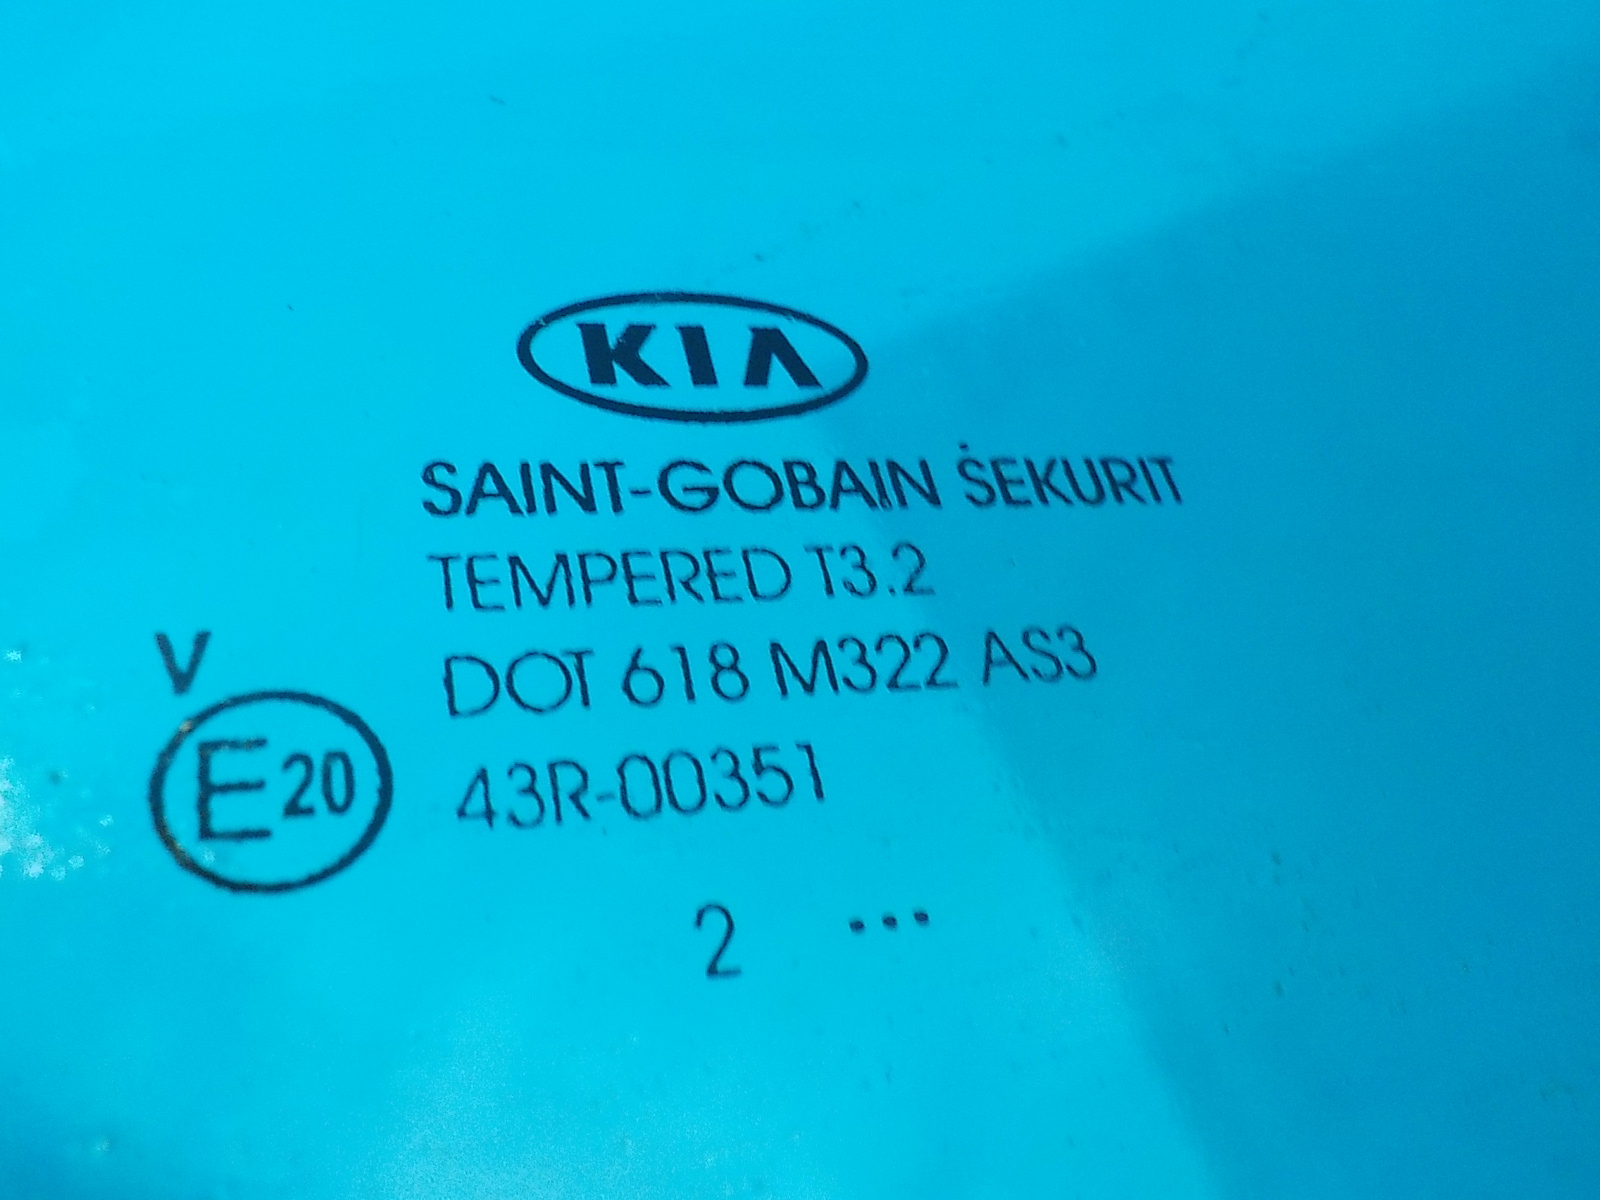 KIA
SAINT-GOBAIN SEKURIT
TEMPERED T3.2
DOT 618 M322 AS3
V
E20
43R-00351
2 ...